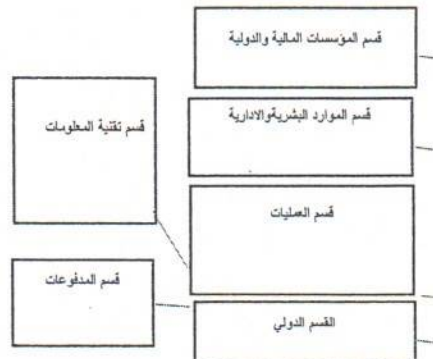 قسم المؤسسات المالية والدولية
قسم الموارد البشريةوالادارية
قسم تقنية المعلومات
قسم العمليات
قسم المدفوعات
القسم الدولي